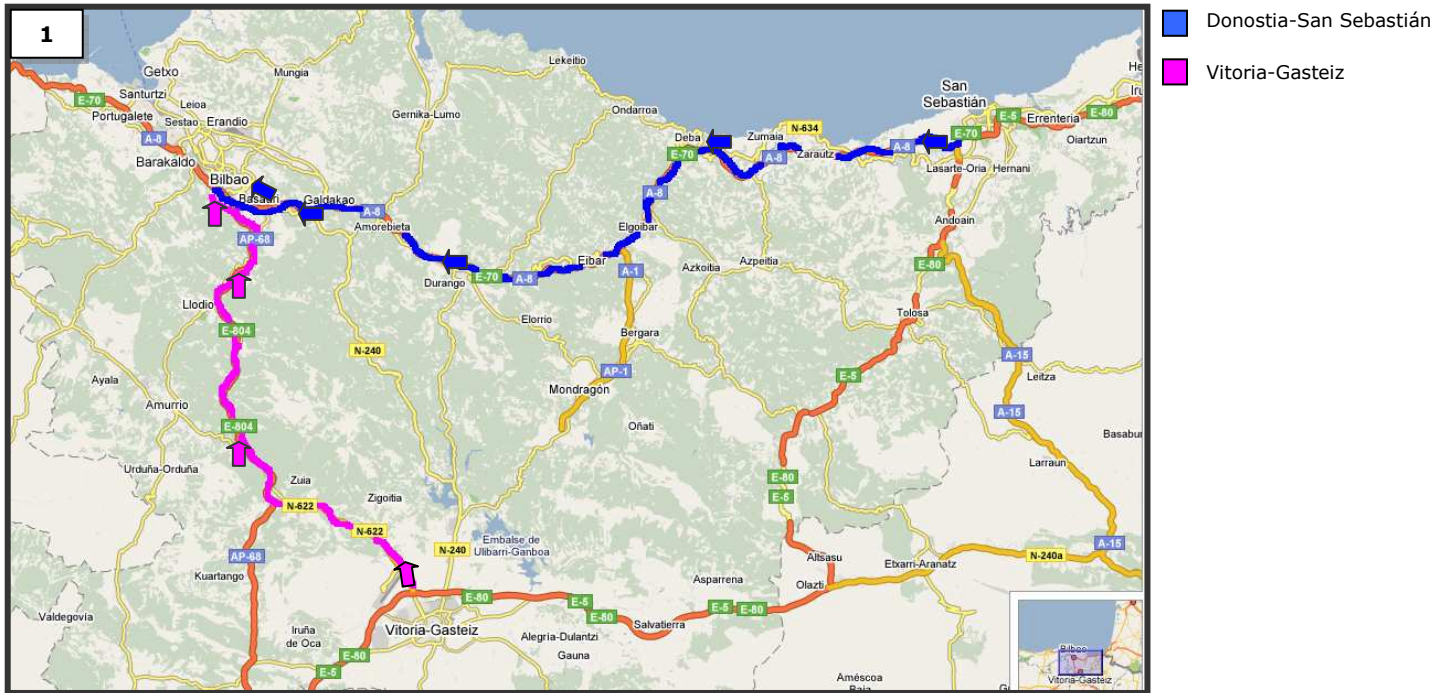 1
Donostia-San Sebastián
Vitoria-Gasteiz
Getxo
Mungia
Lekeitio
Santurtzi
E-70
Leioa
Portugalete
Sestao
Erandio
Gernika-Lumo
Ondarroa
San
Sebastián
He
Iru
E-5
Errenteria
E-80
A-8
Barakaldo
Deba
Zumaia
N-634
E-70
Oiartzun
E-70
A-8
Zarautz
A-8
Lasarte-Oria
Hernani
Bilbao
Basauri
Galdakao
A-8
Amorebieta
A-8
Elgoibar
Andoain
AP-68
Eibar
Azkoitia
Azpeitia
E-80
Durango
E-70
A-8
A-1
Llodio
Elorrio
Tolosa
E-804
N-240
Bergara
A-15
Leitza
Ayala
AP-1
E-5
Mondragón
Amurrio
A-15
E-804
Oñati
Basabur
Urduña-Orduña
Larraun
Zuia
E-80
Zigoitia
E-5
N-622
N-622
Embalse de
Ulibarri-Ganboa
A-15
AP-68
N-240
Altsasu
N-240a
Kuartango
Etxarri-Aranatz
Asparrena
Olazti
Valdegovía
E-80
E-5
E-5
E-80
E-80
Iruña
de Oca
Vitoria-Gasteiz
Salvatierra
Alegria-Dulantzi
E-80
Gauna
E-5
Améscoa
Baja
Bilbao
Vitoria-Gasteiz